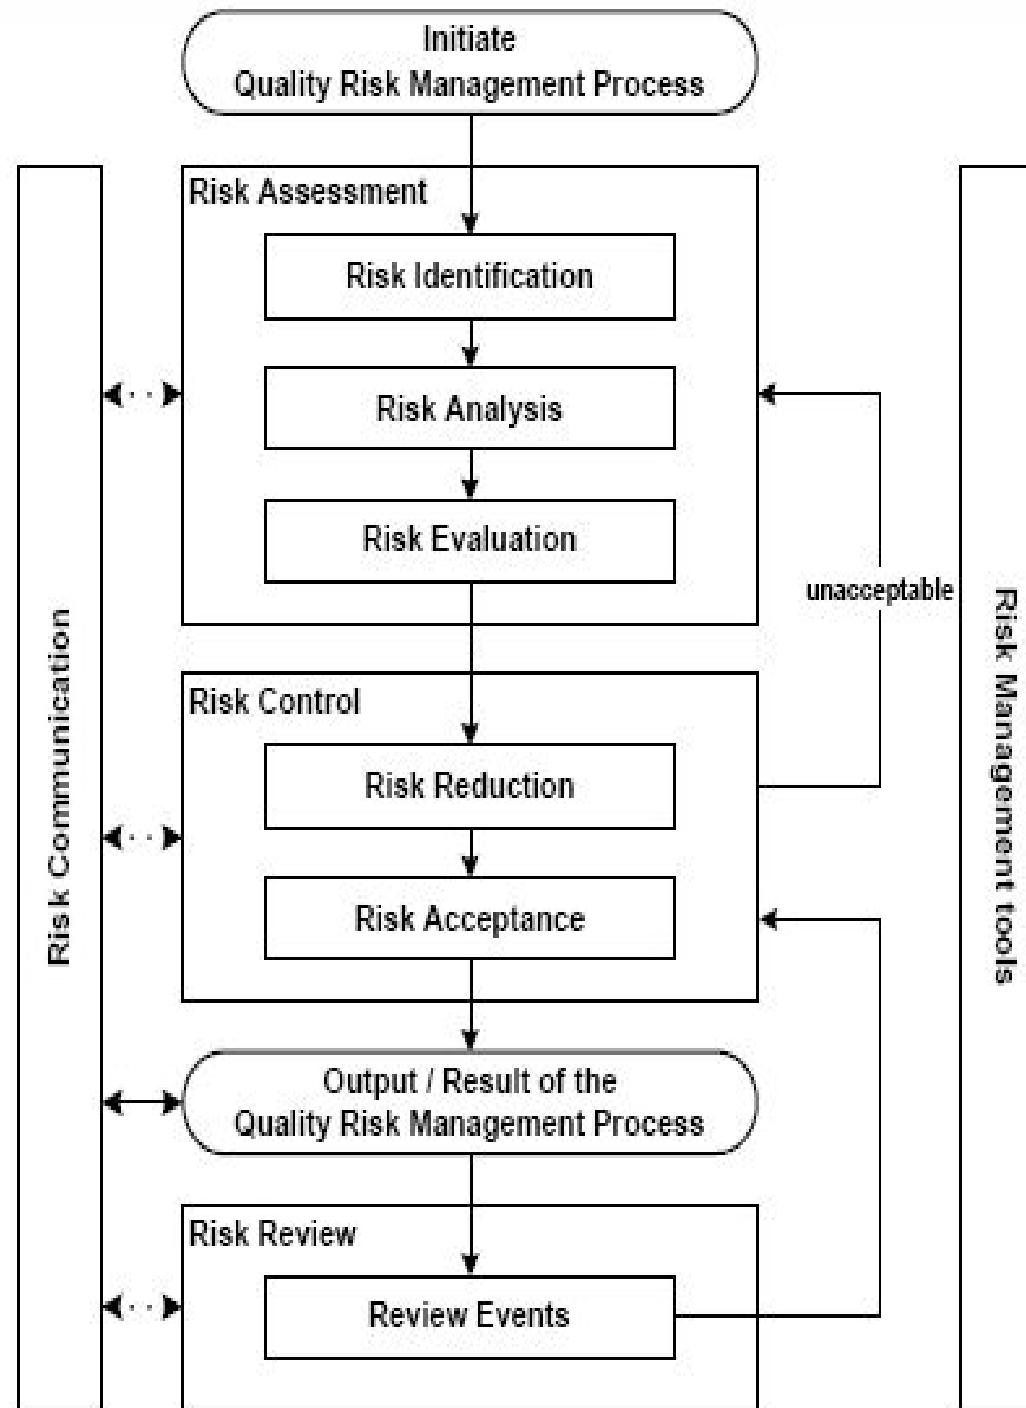 Initiate
Quality Risk Management Process
Risk Assessment
Risk Identification
Risk Analysis
Risk Evaluation
unacceptable
Risk Control
Risk Reduction
Risk Acceptance
Output / Result of the
Quality Risk Management Process
Risk Review
Review Events
Risk Communication
Risk Management tools